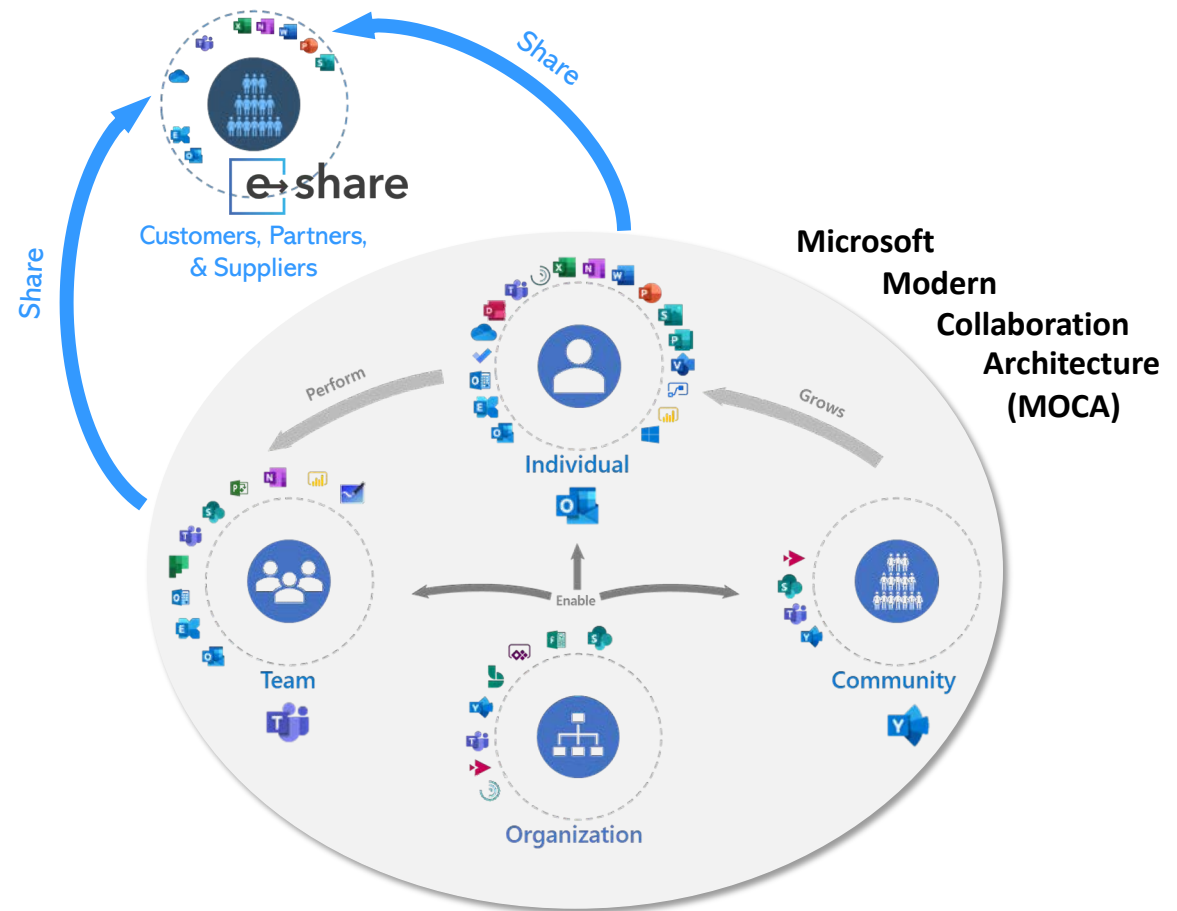 Share
Share
e share
Customers, Partners,
& Suppliers
Microsoft
Modern
Collaboration
Architecture
(MOCA)
Perform
Grows
Individual
Enable
Team
Community
Organization